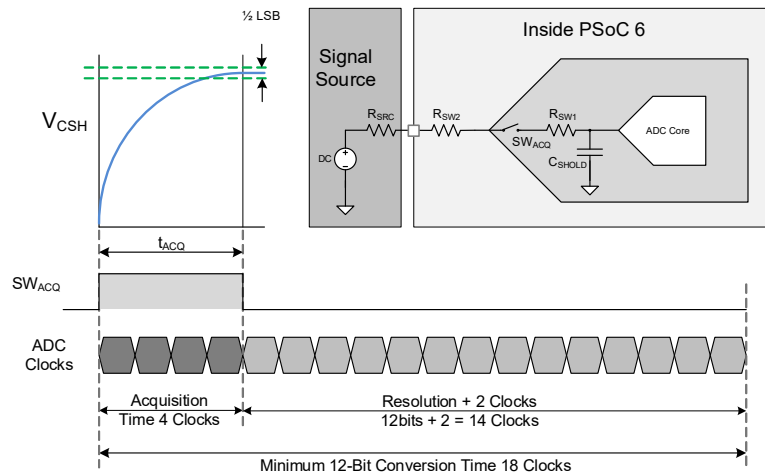 ½ LSB
V_CSH
t_ACQ
Signal
Source
Inside PSoC 6
R_SRC
R_SW2
R_SW1
SW_ACQ
C_SHOLD
ADC Core
DC
+
-
SW_ACQ
ADC
Clocks
Acquisition
Time 4 Clocks
Resolution + 2 Clocks
12bits + 2 = 14 Clocks
Minimum 12-Bit Conversion Time 18 Clocks